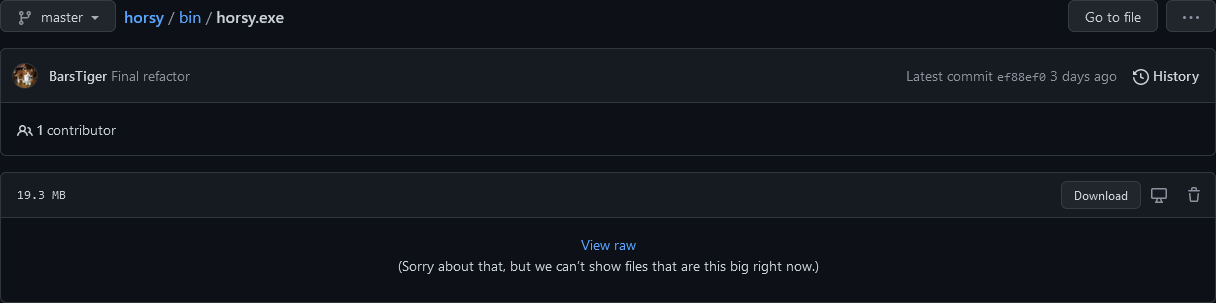 master horsy / bin / horsy.exe Go to file ...
BarsTiger Final refactor Latest commit ef88ef0 3 days ago History
1 contributor
19.3 MB Download
View raw
(Sorry about that, but we can't show files that are this big right now.)